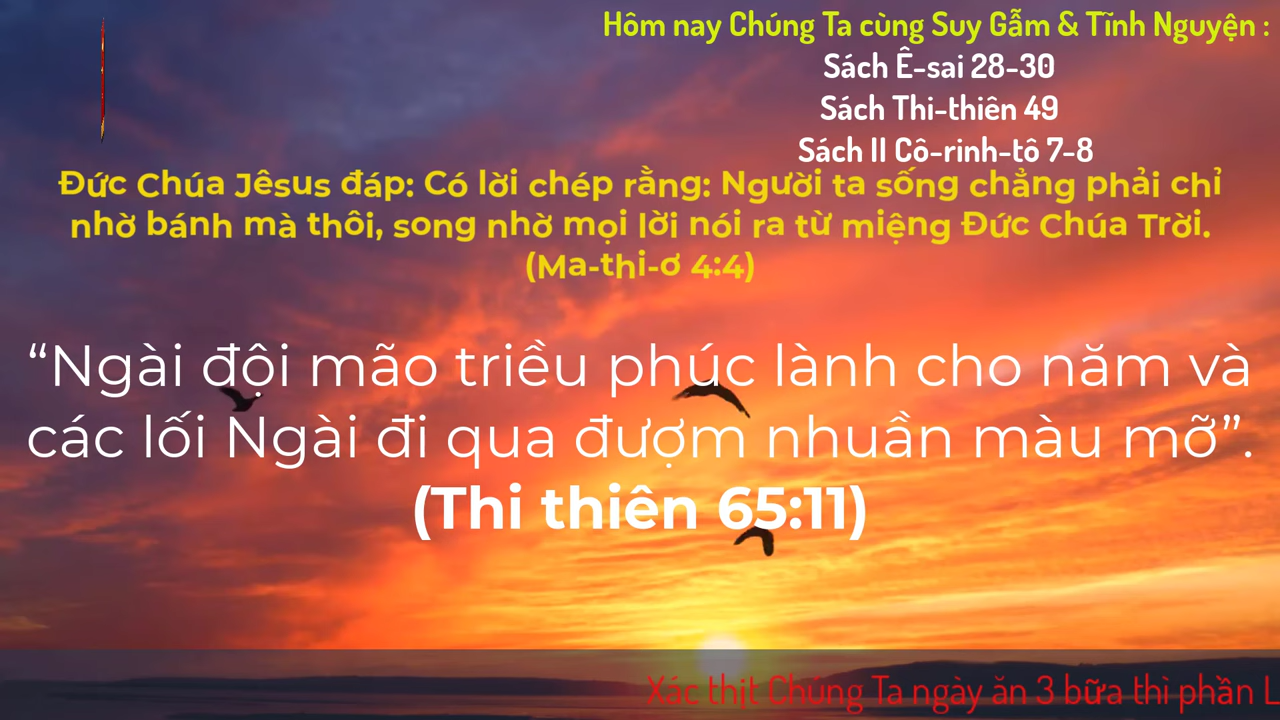 Hôm nay Chúng Ta cùng Suy Gẫm & Tĩnh Nguyện :
Sách Ê-sai 28-30
Sách Thi-thiên 49
Sách II Cô-rinh-tô 7-8
Đức Chúa Jêsus đáp: Có lời chép rằng: Người ta sống chẳng phải chỉ
nhờ bánh mà thôi, song nhờ mọi lời nói ra từ miệng Đức Chúa Trời.
(Ma-thi-ơ 4:4)
“Ngài đội mão triều phúc lành cho năm và
các lối Ngài đi qua đượm nhuần màu mỡ”.
(Thi thiên 65:11)
Xác thịt Chúng Ta ngày ăn 3 bữa thì phần L